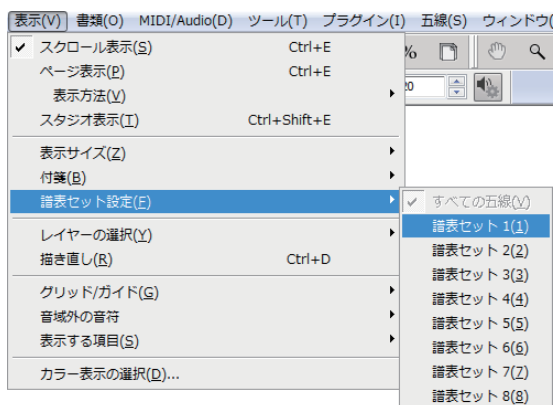 表示(V) 書類(O) MIDI/Audio(D) ツール(T) プラグイン(I) 五線(S) ウィンドウ(
✓ スクロール表示(S) Ctrl+E
ページ表示(P) Ctrl+E
表示方法(V)
スタジオ表示(I) Ctrl+Shift+E
表示サイズ(Z)
付箋(B)
譜表セット設定(F)
レイヤーの選択(Y)
描き直し(R) Ctrl+D
グリッド/ガイド(G)
音域外の音符
表示する項目(S)
カラー表示の選択(D)...
%
20
✓ すべての五線(V)
譜表セット 1(1)
譜表セット 2(2)
譜表セット 3(3)
譜表セット 4(4)
譜表セット 5(5)
譜表セット 6(6)
譜表セット 7(7)
譜表セット 8(8)